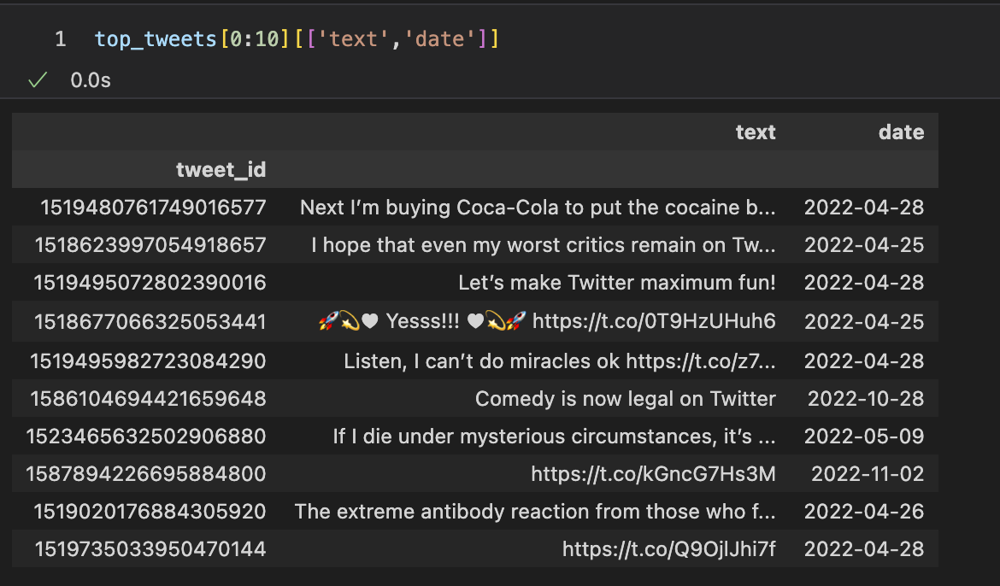 1 top_tweets[0:10][['text','date']]
0.0s
text date
tweet_id
1519480761749016577 Next I’m buying Coca-Cola to put the cocaine b... 2022-04-28
1518623997054918657 I hope that even my worst critics remain on Tw... 2022-04-25
1519495072802390016 Let’s make Twitter maximum fun! 2022-04-28
1518677066325053441 🚀💫♥ Yesss!!! ♥💫🚀 https://t.co/0T9HzUHuh6 2022-04-25
1519495982723084290 Listen, I can’t do miracles ok https://t.co/z7... 2022-04-28
1586104694421659648 Comedy is now legal on Twitter 2022-10-28
1523465632502906880 If I die under mysterious circumstances, it’s ... 2022-05-09
1587894226695884800 https://t.co/kGncG7Hs3M 2022-11-02
1519020176884305920 The extreme antibody reaction from those who f... 2022-04-26
1519735033950470144 https://t.co/Q9OjlJhi7f 2022-04-28